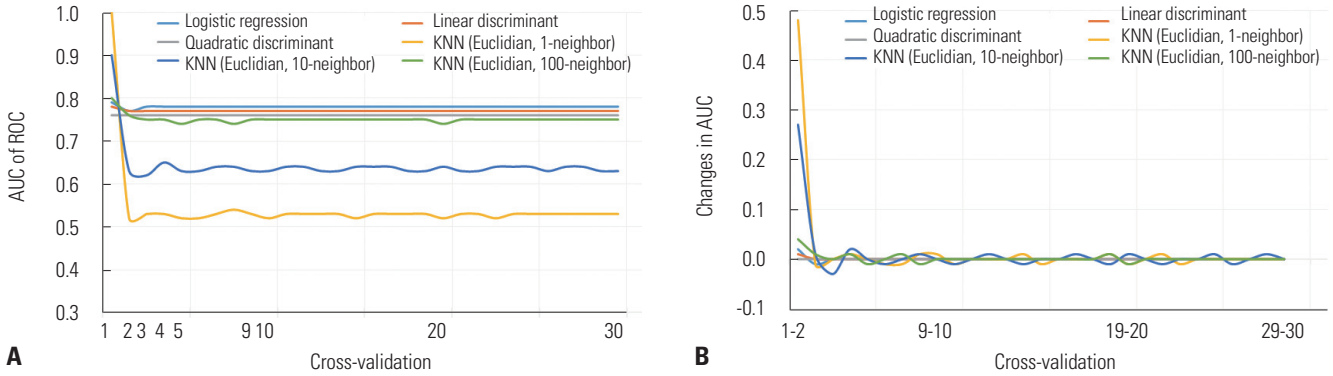 1.0
0.9
0.8
0.7
0.6
0.5
0.4
0.3
AUC of ROC
Logistic regression
Linear discriminant
Quadratic discriminant
KNN (Euclidian, 1-neighbor)
KNN (Euclidian, 10-neighbor)
KNN (Euclidian, 100-neighbor)
1 2 3 4 5 9 10 20 30
Cross-validation
A
0.5
0.4
0.3
0.2
0.1
0.0
-0.1
Changes in AUC
Logistic regression
Linear discriminant
Quadratic discriminant
KNN (Euclidian, 1-neighbor)
KNN (Euclidian, 10-neighbor)
KNN (Euclidian, 100-neighbor)
1-2 9-10 19-20 29-30
Cross-validation
B